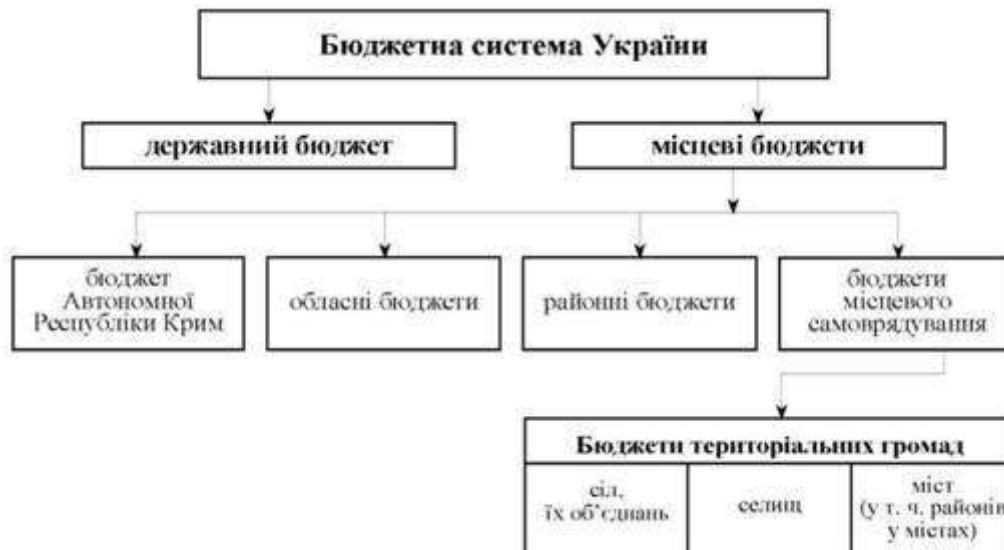 Бюджетна система України
державний бюджет
місцеві бюджети
бюджет
Автономної
Республіки Крим
обласні бюджети
районні бюджети
бюджети
місцевого
самоврядування
Бюджети територіальних громад
сіл,
їх об’єднань
селищ
міст
(у т. ч. районів
у містах)